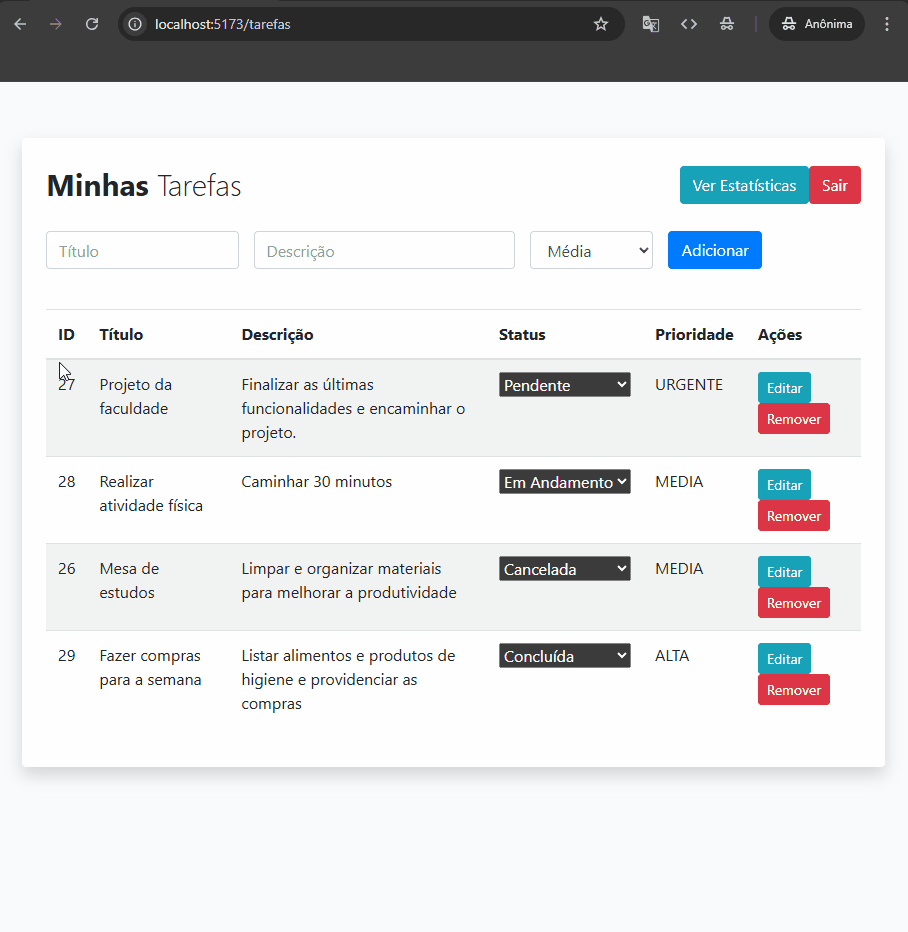 localhost:5173/tarefas
Anônima
Minhas Tarefas
Ver Estatísticas
Sair
Título
Descrição
Média
Adicionar
ID Título Descrição Status Prioridade Ações
27 Projeto da Finalizar as últimas Pendente URGENTE Editar
faculdade funcionalidades e encaminhar o Remover
projeto.
28 Realizar Caminhar 30 minutos Em Andamento MEDIA Editar
atividade física Remover
26 Mesa de Limpar e organizar materiais Cancelada MEDIA Editar
estudos para melhorar a produtividade Remover
29 Fazer compras Listar alimentos e produtos de Concluída ALTA Editar
para a semana higiene e providenciar as Remover
compras